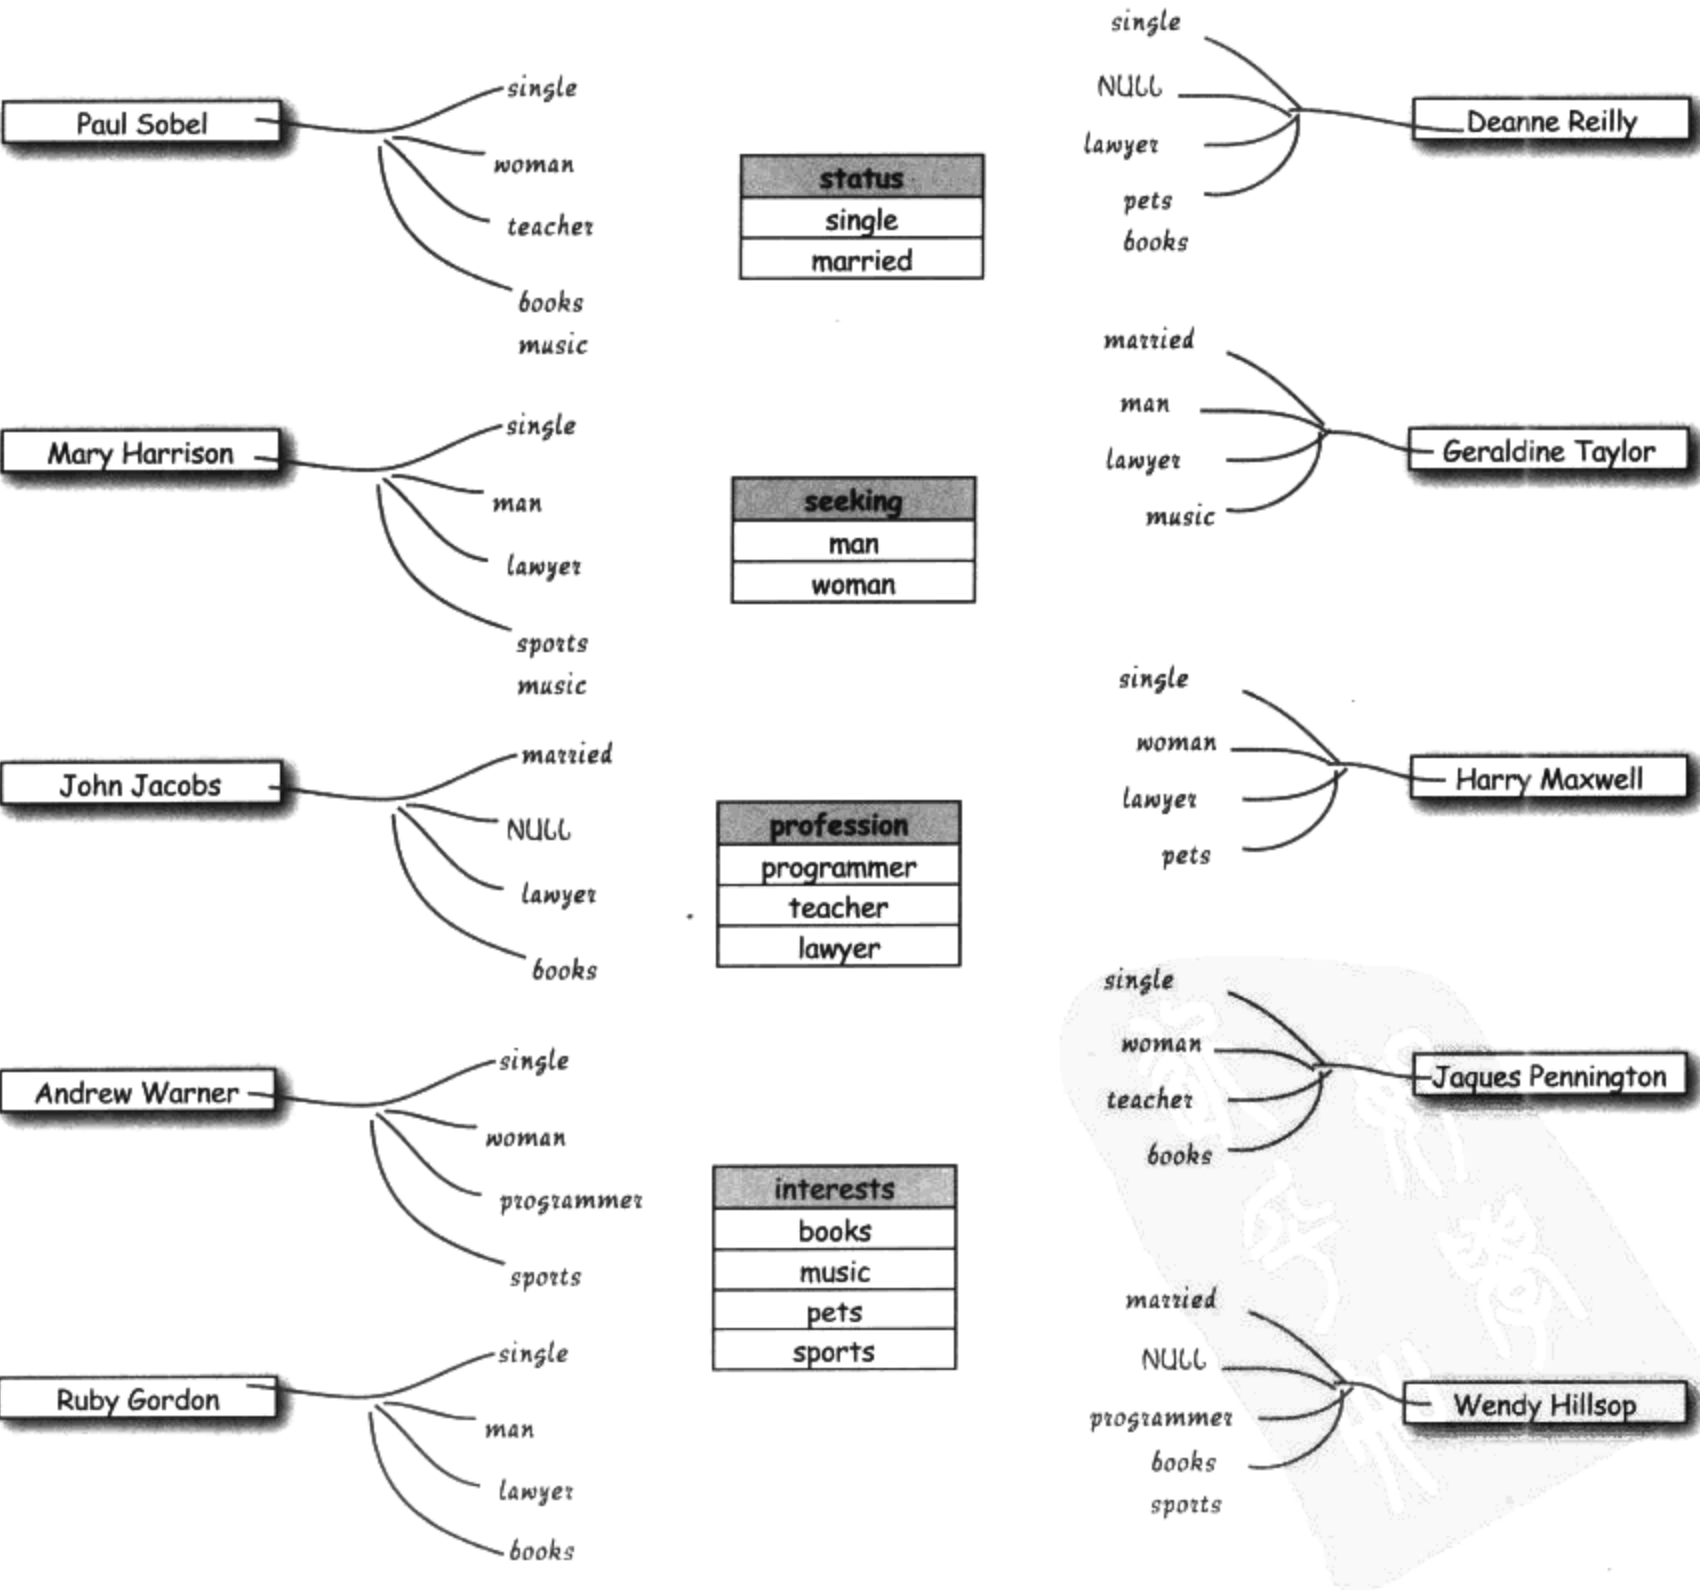 Paul Sobel
single
woman
teacher
books
music
Mary Harrison
single
man
lawyer
sports
music
John Jacobs
married
NULL
lawyer
books
Andrew Warner
single
woman
programmer
sports
Ruby Gordon
single
man
lawyer
books
status
single
married
seeking
man
woman
profession
programmer
teacher
lawyer
interests
books
music
pets
sports
single
NULL
lawyer
pets
books
Deanne Reilly
married
man
lawyer
music
Geraldine Taylor
single
woman
lawyer
pets
Harry Maxwell
single
woman
teacher
books
Jaques Pennington
married
NULL
programmer
books
sports
Wendy Hillsop